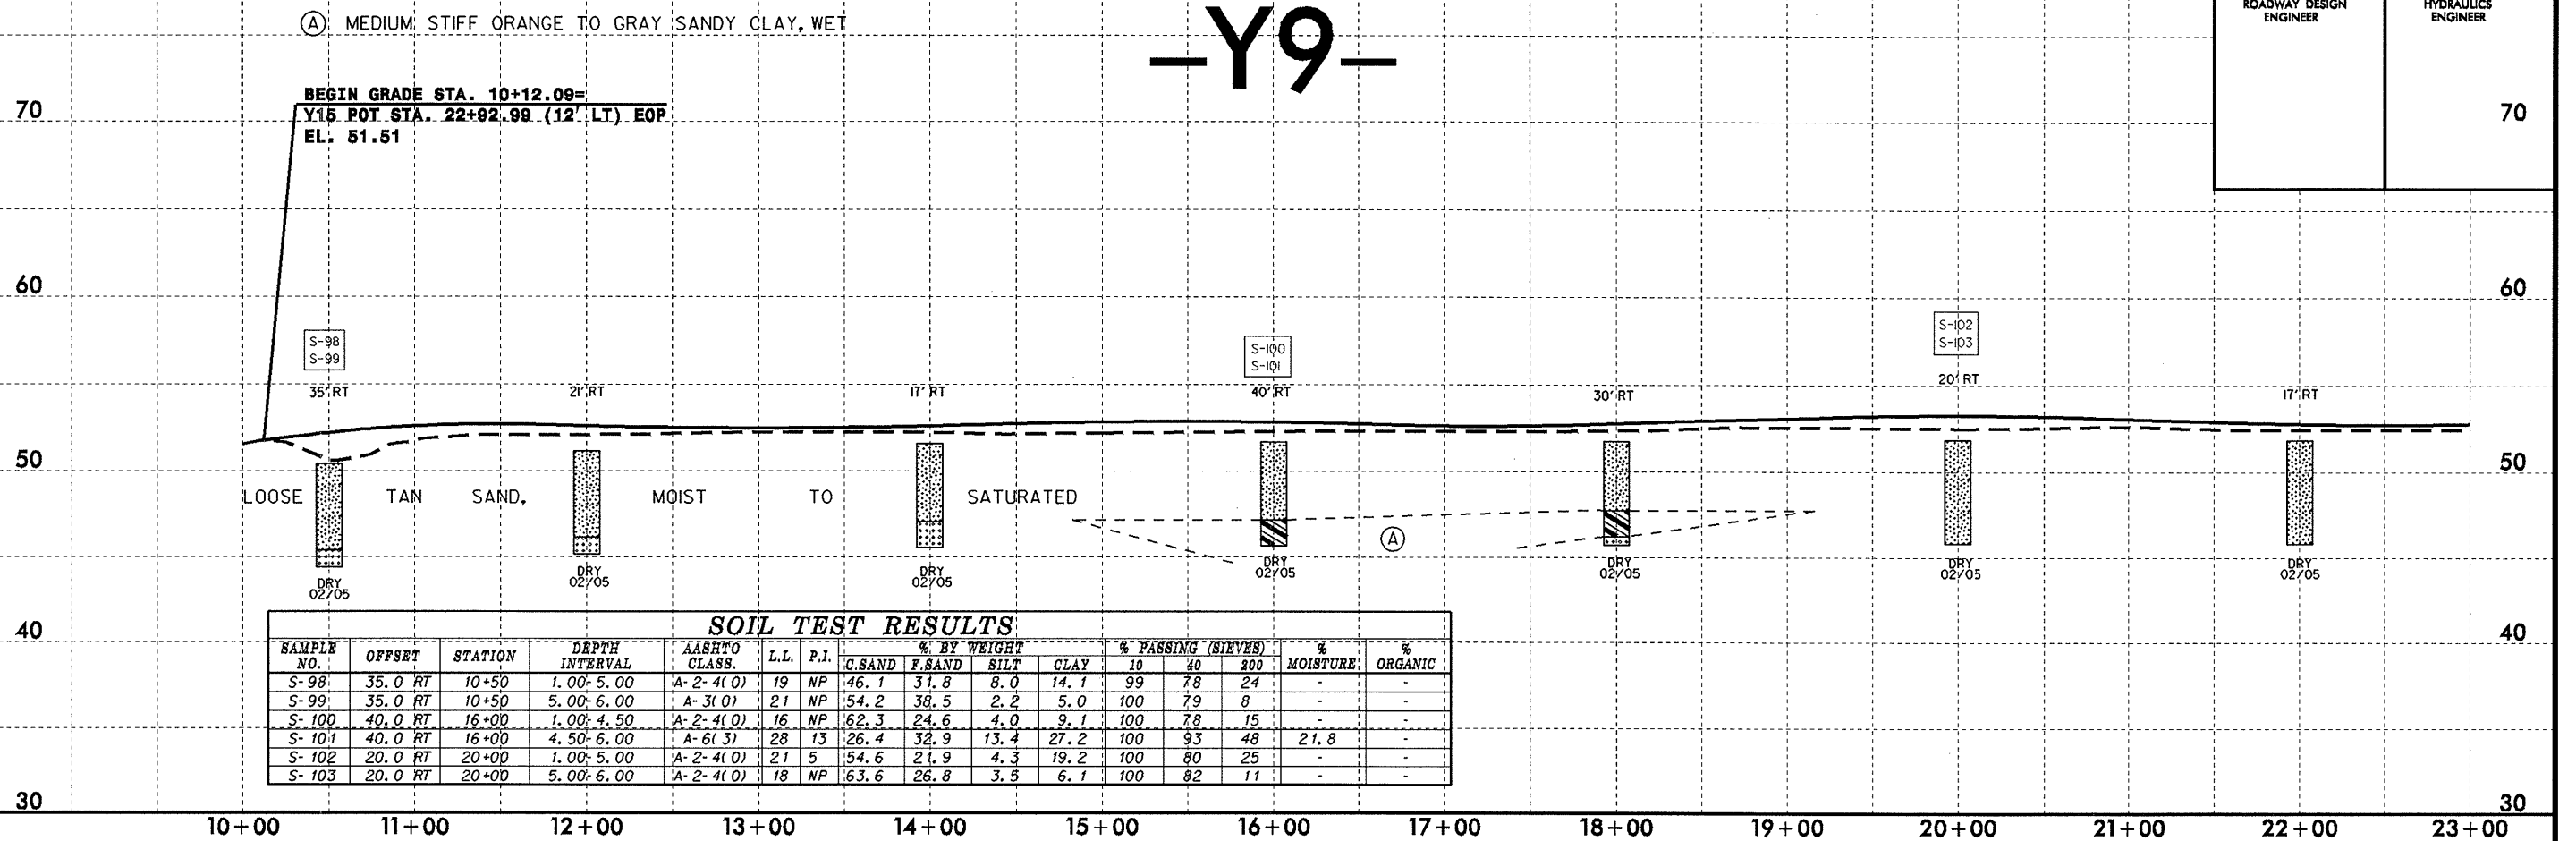 Ⓐ MEDIUM STIFF ORANGE TO GRAY SANDY CLAY, WET
-Y9-
ROADWAY DESIGN
ENGINEER
HYDRAULICS
ENGINEER
BEGIN GRADE STA. 10+12.09=
Y15 POT STA. 22+92.99 (12' LT) EOP
EL. 51.51
70 70
60 60
S-98
S-99
S-100
S-101
S-102
S-103
35' RT 21' RT 17' RT 40' RT 30' RT 20' RT 17' RT
50 50
LOOSE TAN SAND, MOIST TO SATURATED
Ⓐ
DRY DRY DRY DRY DRY DRY DRY
02/05 02/05 02/05 02/05 02/05 02/05 02/05
40 40
SOIL TEST RESULTS
SAMPLE NO. OFFSET STATION DEPTH INTERVAL AASHTO CLASS. L.L. P.I. % BY WEIGHT % PASSING (SIEVES) % MOISTURE % ORGANIC
C.SAND F.SAND SILT CLAY 10 40 200
S-98 35.0 RT 10+50 1.00-5.00 A-2-4(0) 19 NP 46.1 31.8 8.0 14.1 99 78 24 - -
S-99 35.0 RT 10+50 5.00-6.00 A-3(0) 21 NP 54.2 38.5 2.2 5.0 100 79 8 - -
S-100 40.0 RT 16+00 1.00-4.50 A-2-4(0) 16 NP 62.3 24.6 4.0 9.1 100 78 15 - -
S-101 40.0 RT 16+00 4.50-6.00 A-6(3) 28 13 26.4 32.9 13.4 27.2 100 93 48 21.8 -
S-102 20.0 RT 20+00 1.00-5.00 A-2-4(0) 21 5 54.6 21.9 4.3 19.2 100 80 25 - -
S-103 20.0 RT 20+00 5.00-6.00 A-2-4(0) 18 NP 63.6 26.8 3.5 6.1 100 82 11 - -
30 30
10+00 11+00 12+00 13+00 14+00 15+00 16+00 17+00 18+00 19+00 20+00 21+00 22+00 23+00